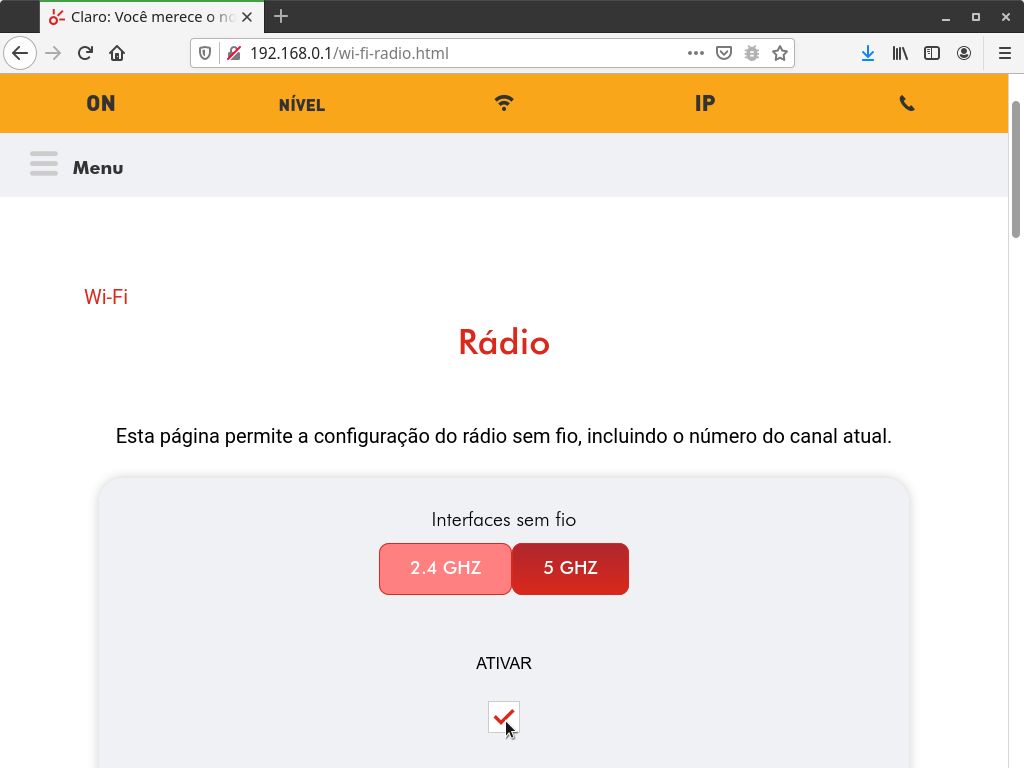 Claro: Você merece o no
192.168.0.1/wi-fi-radio.html
ON NÍVEL IP
Menu
Wi-Fi
Rádio
Esta página permite a configuração do rádio sem fio, incluindo o número do canal atual.
Interfaces sem fio
2.4 GHZ 5 GHZ
ATIVAR